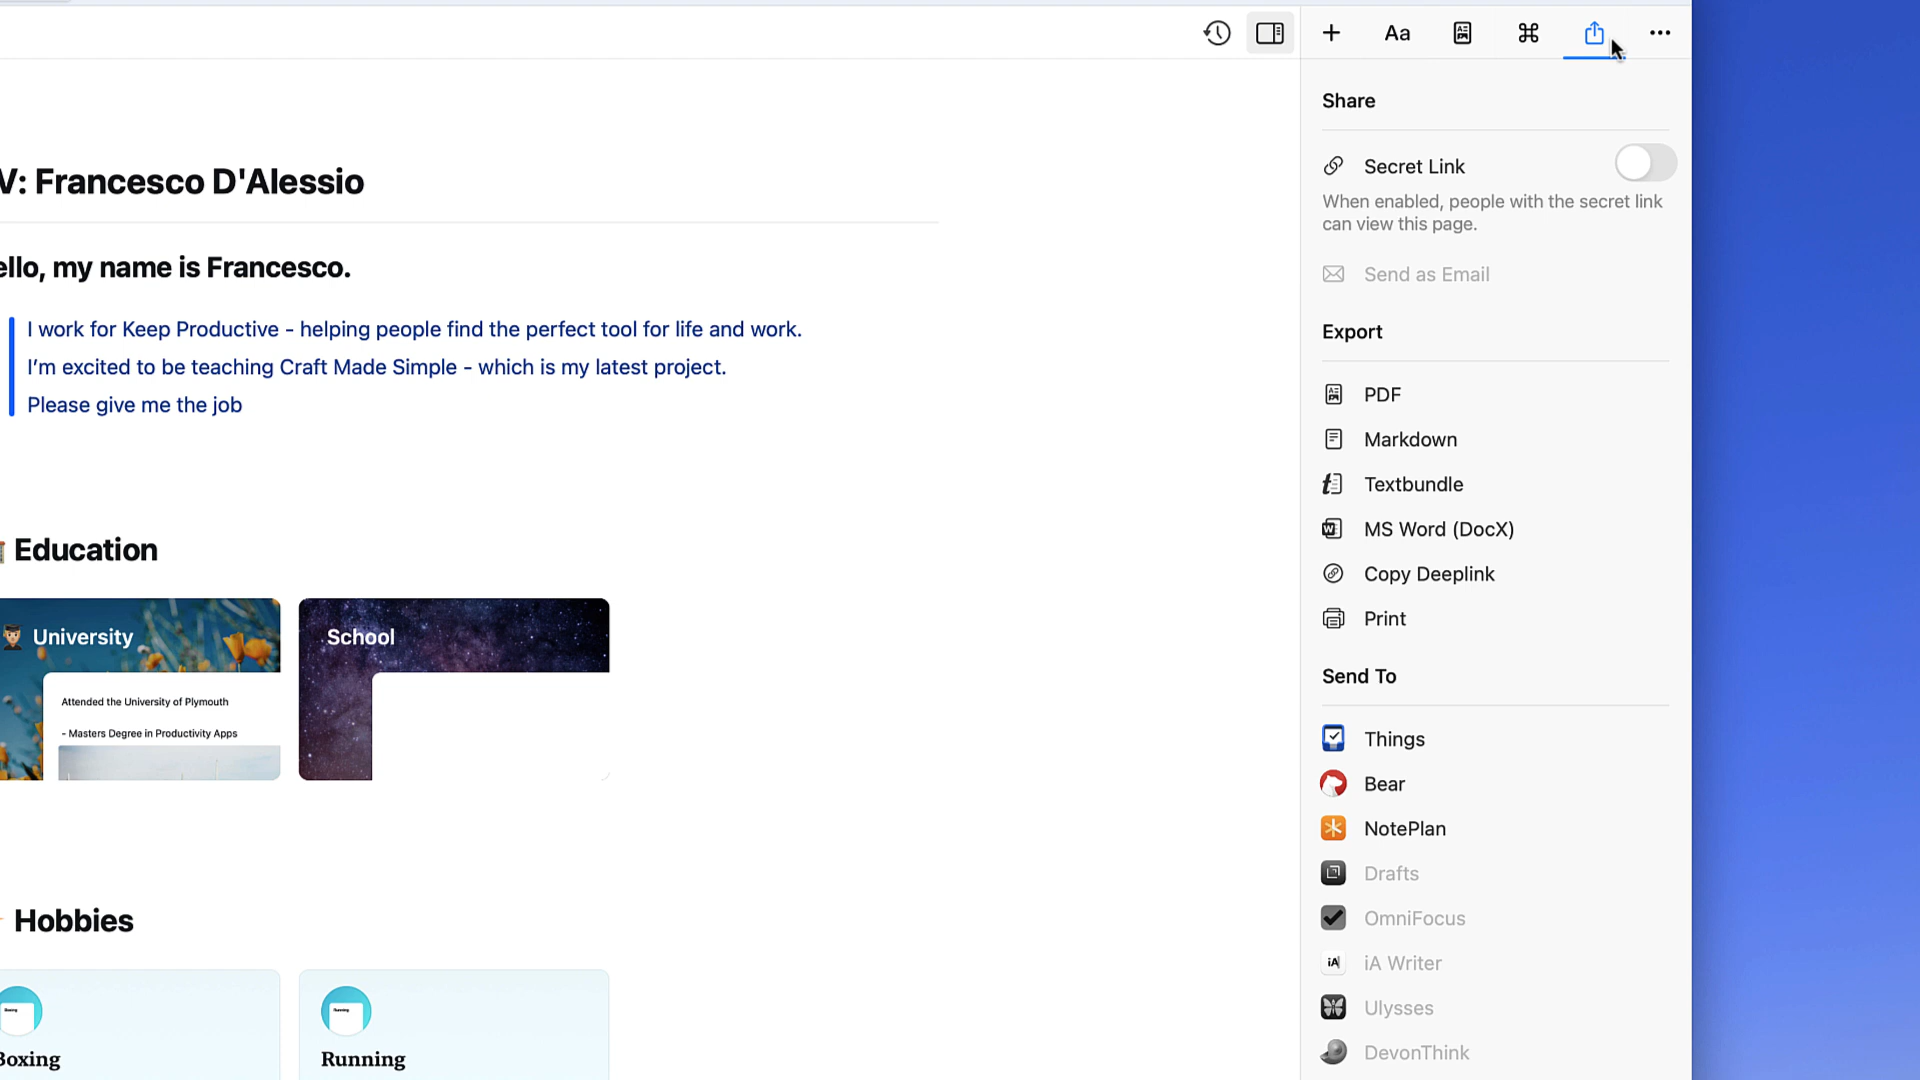 Aa
Share
V: Francesco D'Alessio
Secret Link
When enabled, people with the secret link
can view this page.
ello, my name is Francesco.
Send as Email
I work for Keep Productive - helping people find the perfect tool for life and work.
I'm excited to be teaching Craft Made Simple - which is my latest project.
Please give me the job
Export
PDF
Markdown
Textbundle
MS Word (DocX)
Copy Deeplink
Print
Education
University
Attended the University of Plymouth
- Masters Degree in Productivity Apps
School
Send To
Things
Bear
NotePlan
Drafts
OmniFocus
iA Writer
Ulysses
DevonThink
Hobbies
Boxing
Running